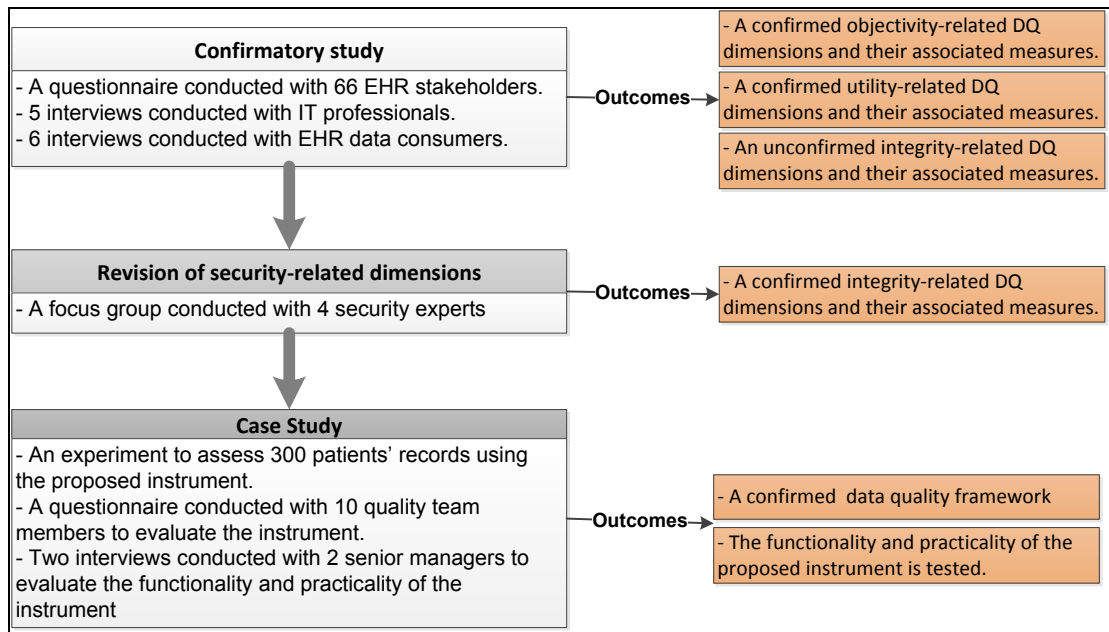 Confirmatory study
- A questionnaire conducted with 66 EHR stakeholders.
- 5 interviews conducted with IT professionals.
- 6 interviews conducted with EHR data consumers.
Outcomes
- A confirmed objectivity-related DQ
dimensions and their associated measures.
- A confirmed utility-related DQ
dimensions and their associated measures.
- An unconfirmed integrity-related DQ
dimensions and their associated measures.
Revision of security-related dimensions
- A focus group conducted with 4 security experts
Outcomes
- A confirmed integrity-related DQ
dimensions and their associated measures.
Case Study
- An experiment to assess 300 patients’ records using
the proposed instrument.
- A questionnaire conducted with 10 quality team
members to evaluate the instrument.
- Two interviews conducted with 2 senior managers to
evaluate the functionality and practicality of the
instrument
Outcomes
- A confirmed data quality framework
- The functionality and practicality of the
proposed instrument is tested.